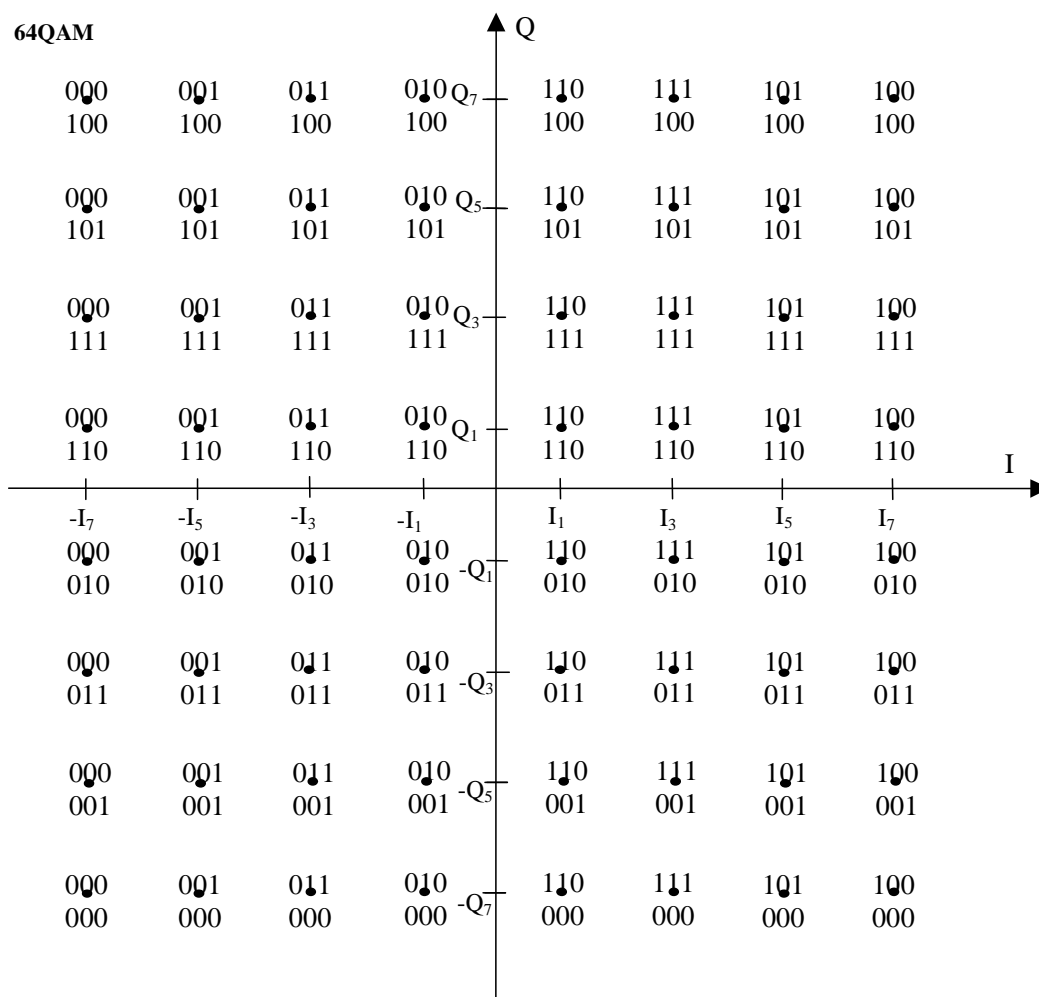 64QAM
Q
000 001 011 010 Q7 110 111 101 100
100 100 100 100 100 100 100 100
000 001 011 010 Q5 110 111 101 100
101 101 101 101 101 101 101 101
000 001 011 010 Q3 110 111 101 100
111 111 111 111 111 111 111 111
000 001 011 010 Q1 110 111 101 100
110 110 110 110 110 110 110 110
I
-I7 -I5 -I3 -I1 I1 I3 I5 I7
000 001 011 010 -Q1 110 111 101 100
010 010 010 010 010 010 010 010
000 001 011 010 -Q3 110 111 101 100
011 011 011 011 011 011 011 011
000 001 011 010 -Q5 110 111 101 100
001 001 001 001 001 001 001 001
000 001 011 010 -Q7 110 111 101 100
000 000 000 000 000 000 000 000